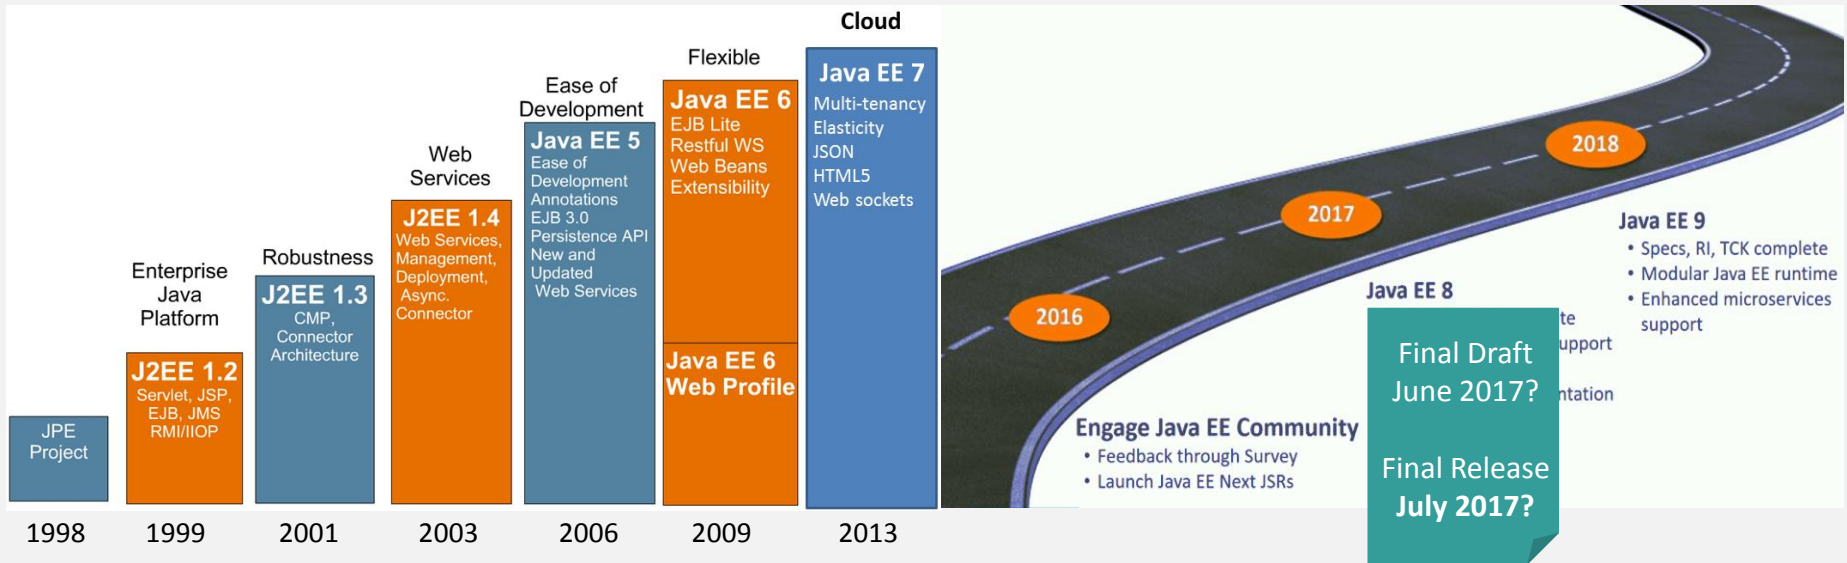 JPE
Project
1998
Enterprise
Java
Platform
J2EE 1.2
Servlet, JSP,
EJB, JMS
RMI/IIOP
1999
Robustness
J2EE 1.3
CMP,
Connector
Architecture
2001
Web
Services
J2EE 1.4
Web Services,
Management,
Deployment,
Async.
Connector
2003
Ease of
Development
Java EE 5
Ease of
Development
Annotations
EJB 3.0
Persistence API
New and
Updated
Web Services
2006
Flexible
Java EE 6
EJB Lite
Restful WS
Web Beans
Extensibility
Java EE 6
Web Profile
2009
Cloud
Java EE 7
Multi-tenancy
Elasticity
JSON
HTML5
Web sockets
2013
2016
Engage Java EE Community
• Feedback through Survey
• Launch Java EE Next JSRs
2017
Java EE 8
Final Draft
June 2017?
Final Release
July 2017?
2018
Java EE 9
• Specs, RI, TCK complete
• Modular Java EE runtime
• Enhanced microservices
support